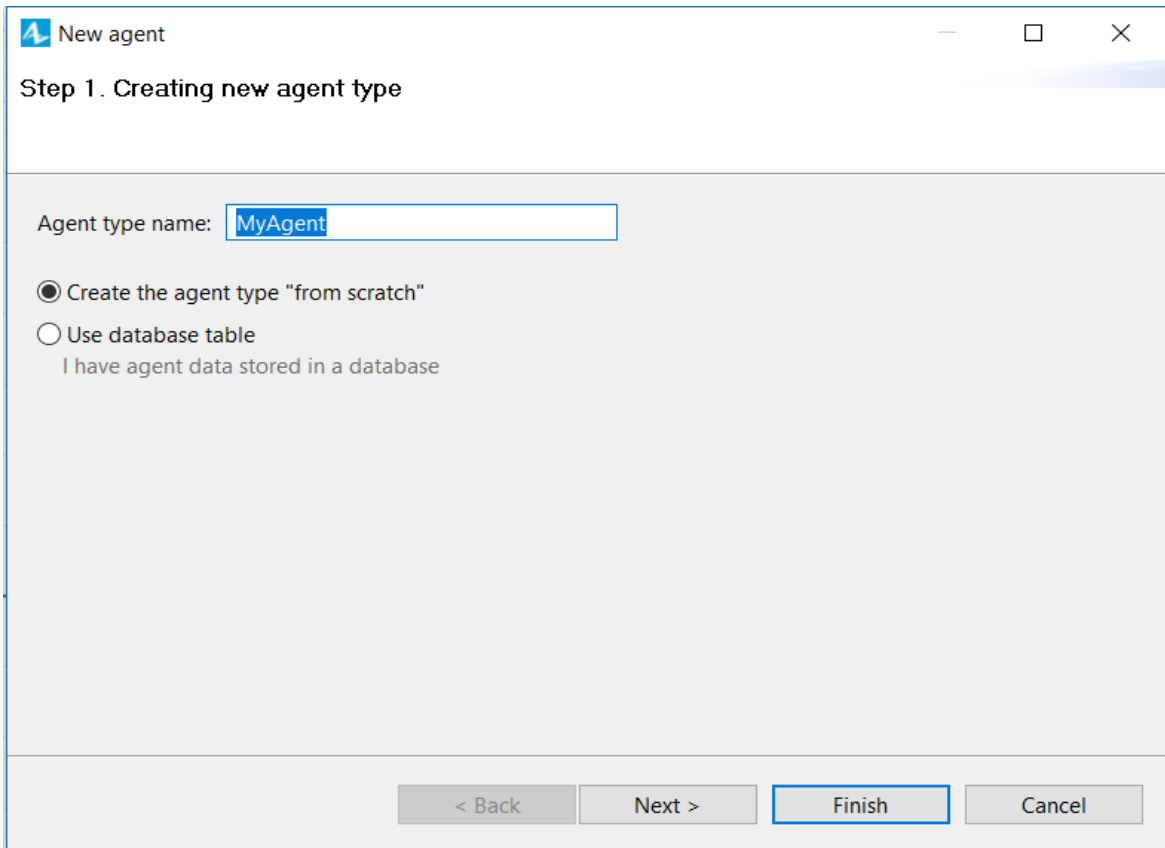 New agent
Step 1. Creating new agent type
Agent type name: MyAgent
Create the agent type "from scratch"
Use database table
I have agent data stored in a database
< Back Next > Finish Cancel